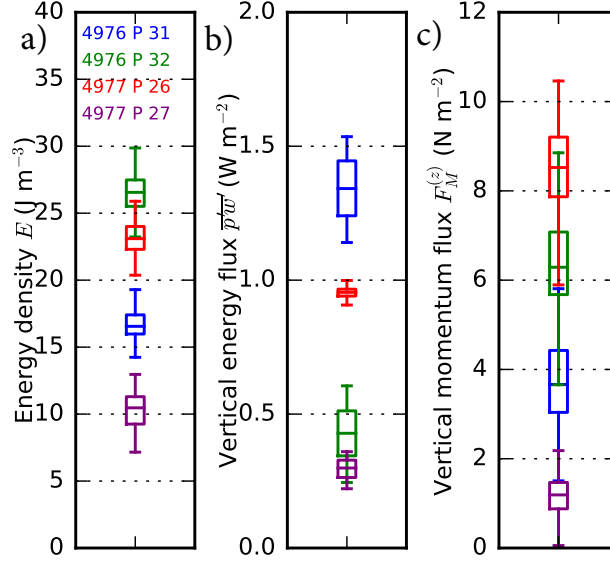 a)
Energy density E (J m⁻³)
40
35
30
25
20
15
10
5
0
4976 P 31
4976 P 32
4977 P 26
4977 P 27
b)
Vertical energy flux p′w′ (W m⁻²)
2.0
1.5
1.0
0.5
0.0
c)
Vertical momentum flux F_M^(z) (N m⁻²)
12
10
8
6
4
2
0